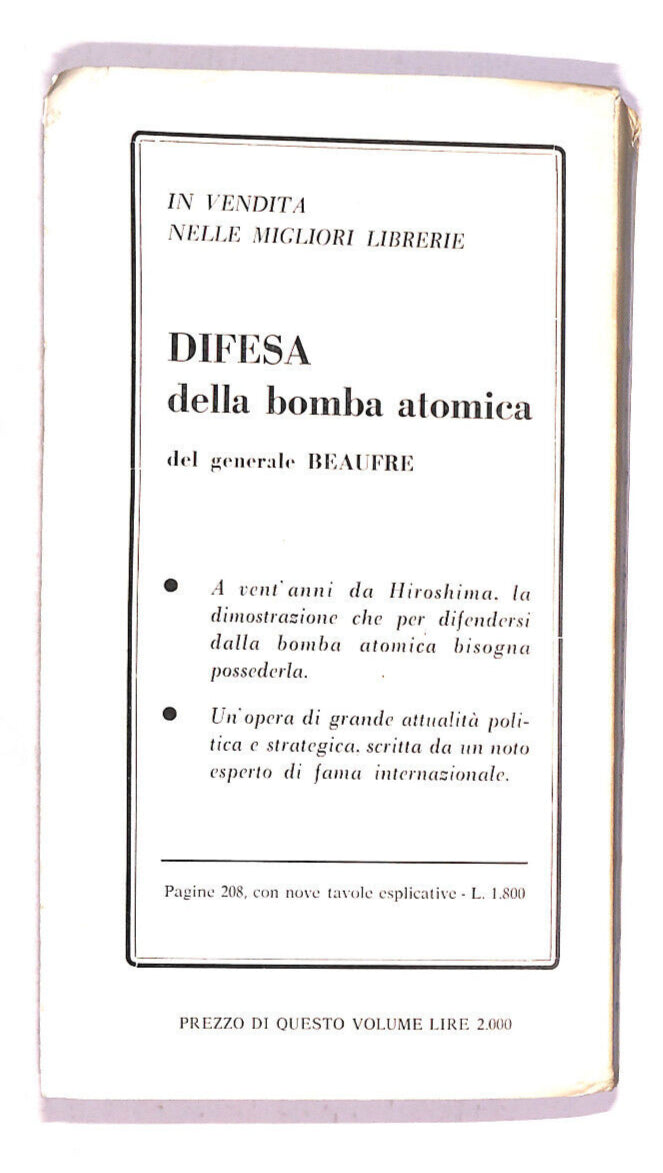 IN VENDITA
NELLE MIGLIORI LIBRERIE
DIFESA
della bomba atomica
del generale BEAUFRE
● A vent'anni da Hiroshima, la
dimostrazione che per difendersi
dalla bomba atomica bisogna
possederla.
● Un'opera di grande attualità poli-
tica e strategica, scritta da un noto
esperto di fama internazionale.
Pagine 208, con nove tavole esplicative - L. 1.800
PREZZO DI QUESTO VOLUME LIRE 2.000